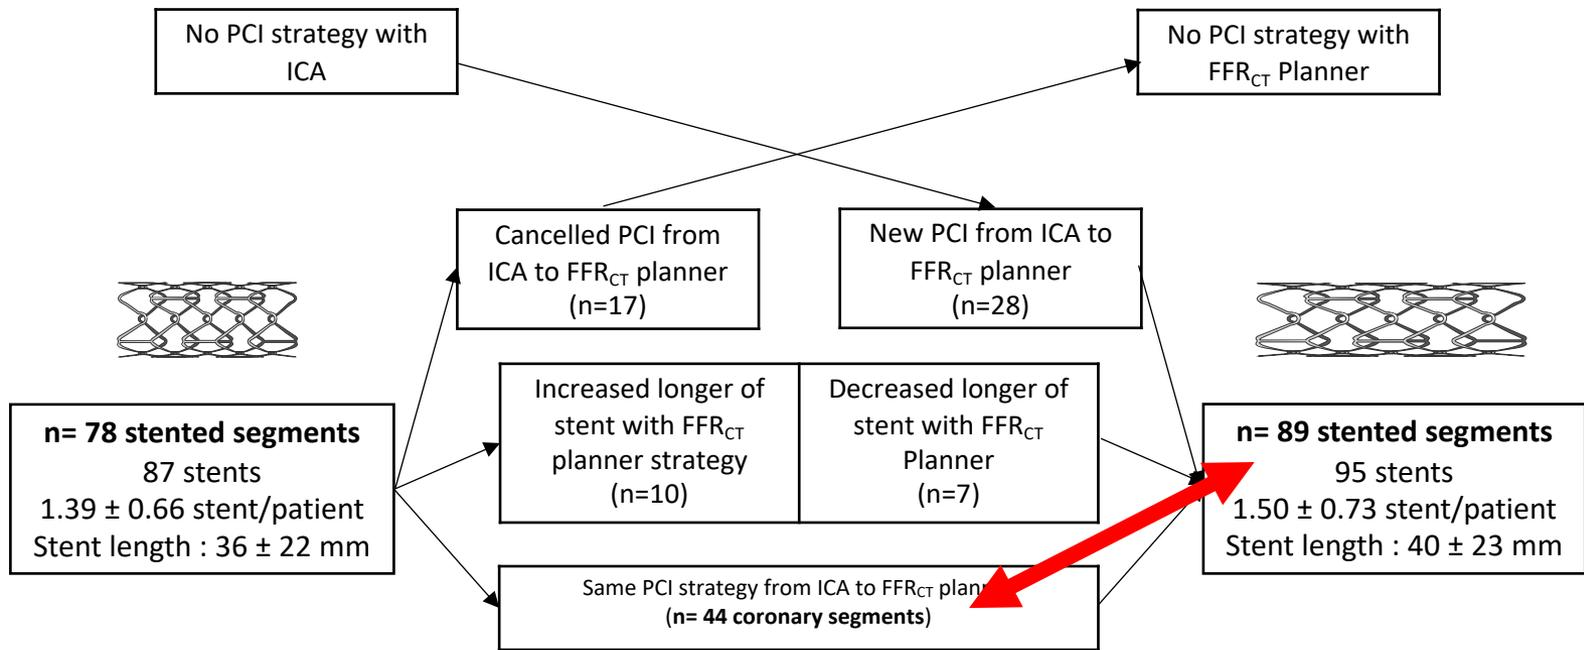 No PCI strategy with
ICA
No PCI strategy with
FFRCT Planner
Cancelled PCI from
ICA to FFRCT planner
(n=17)
New PCI from ICA to
FFRCT planner
(n=28)
Increased longer of
stent with FFRCT
planner strategy
(n=10)
Decreased longer of
stent with FFRCT
Planner
(n=7)
n= 78 stented segments
87 stents
1.39 ± 0.66 stent/patient
Stent length : 36 ± 22 mm
n= 89 stented segments
95 stents
1.50 ± 0.73 stent/patient
Stent length : 40 ± 23 mm
Same PCI strategy from ICA to FFRCT
(n= 44 coronary segments)